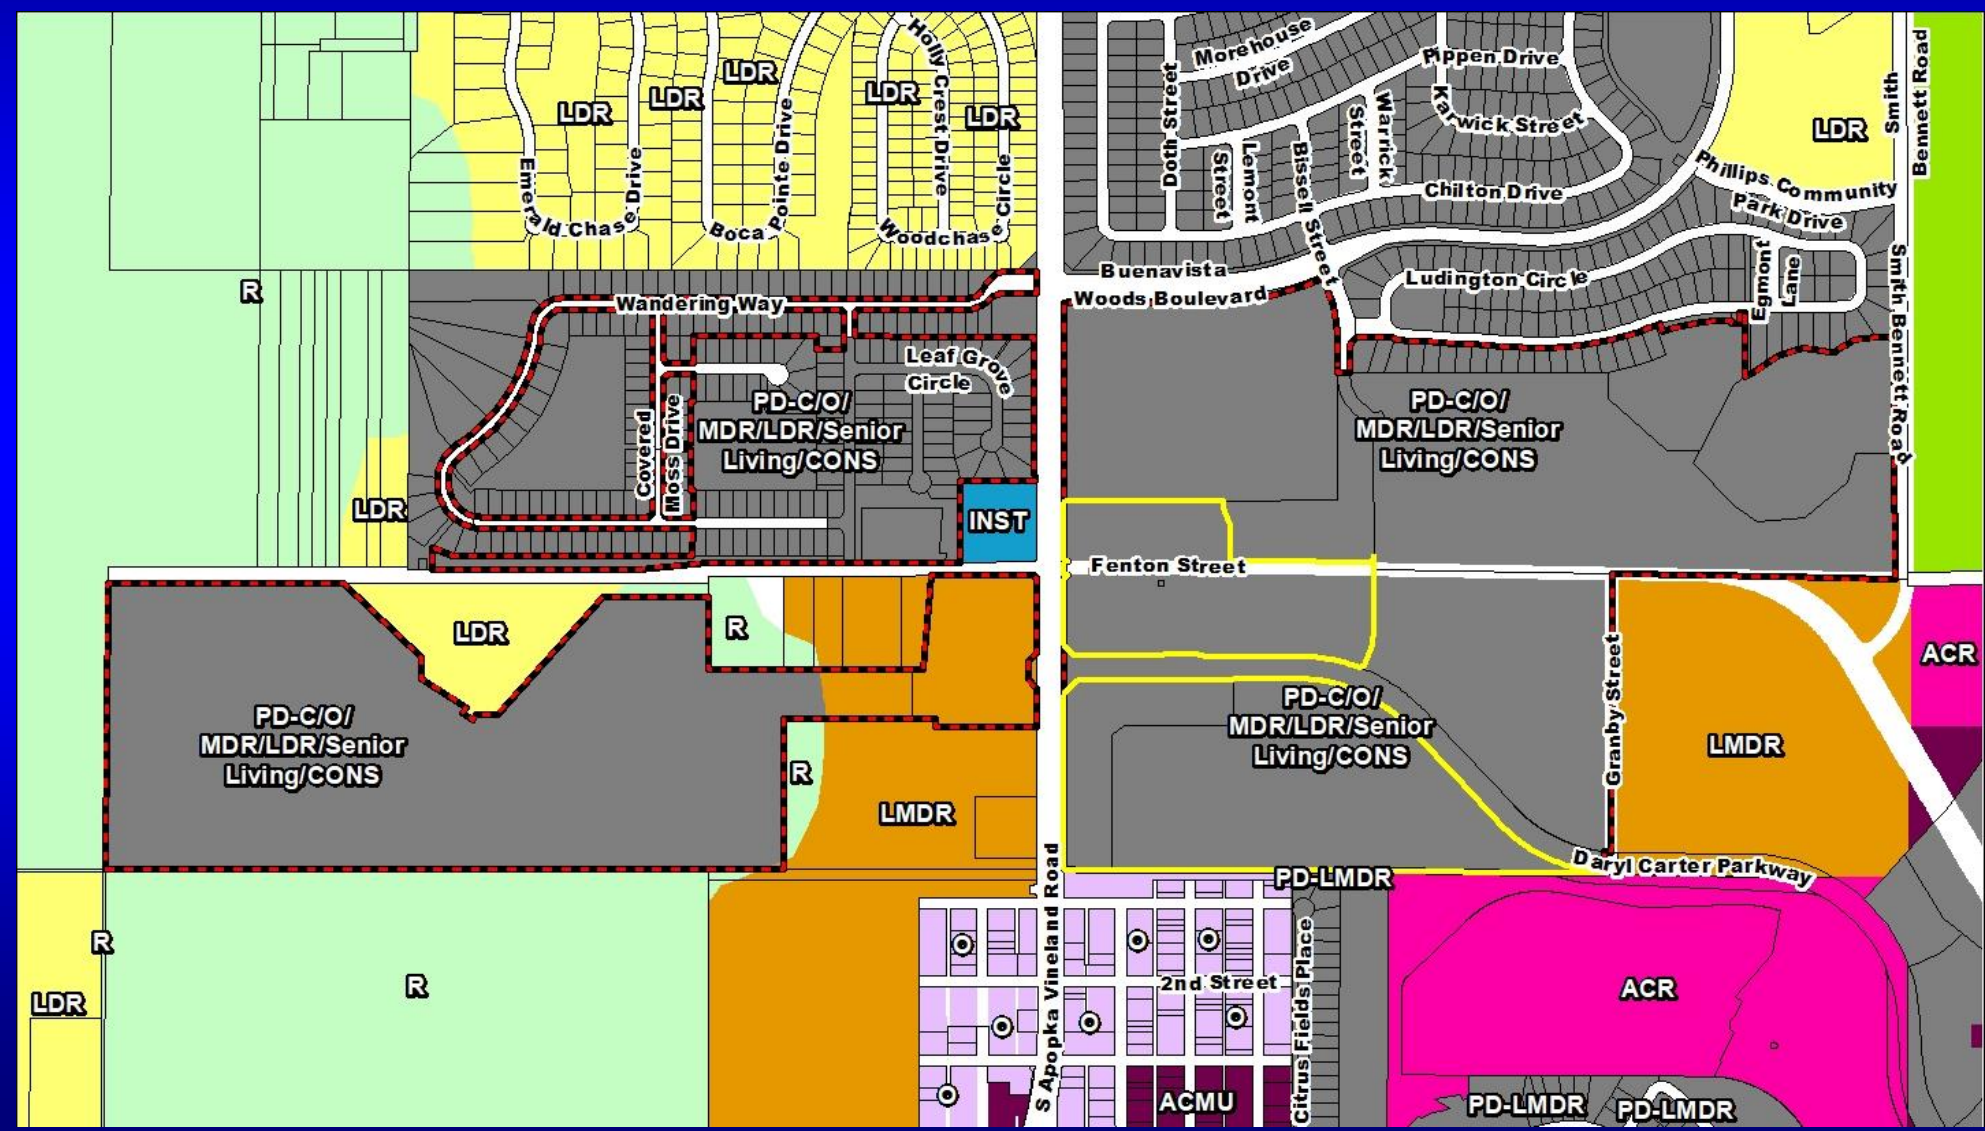 Holly Crest Drive
Morehouse
Drive
Pippen Drive
Smith
Bennett Road
LDR
LDR
LDR
LDR
LDR
LDR
Doth Street
Karwick Street
Warrick
Street
Emerald Chase Drive
Boca Pointe Drive
Woodchase Circle
Lemont
Street
Bissell Street
Chilton Drive
Phillips Community
Park Drive
Buenavista
Woods Boulevard
Ludington Circle
Egmont
Lane
Smith Bennett Road
R
Wandering Way
Leaf Grove
Circle
PD-C/O/
MDR/LDR/Senior
Living/CONS
Covered
Moss Drive
PD-C/O/
MDR/LDR/Senior
Living/CONS
LDR
INST
Fenton Street
LDR
R
ACR
Granby Street
PD-C/O/
MDR/LDR/Senior
Living/CONS
PD-C/O/
MDR/LDR/Senior
Living/CONS
LMDR
R
LMDR
Daryl Carter Parkway
PD-LMDR
S Apopka Vineland Road
R
LDR
R
2nd Street
Citrus Fields Place
ACR
ACMU
PD-LMDR
PD-LMDR